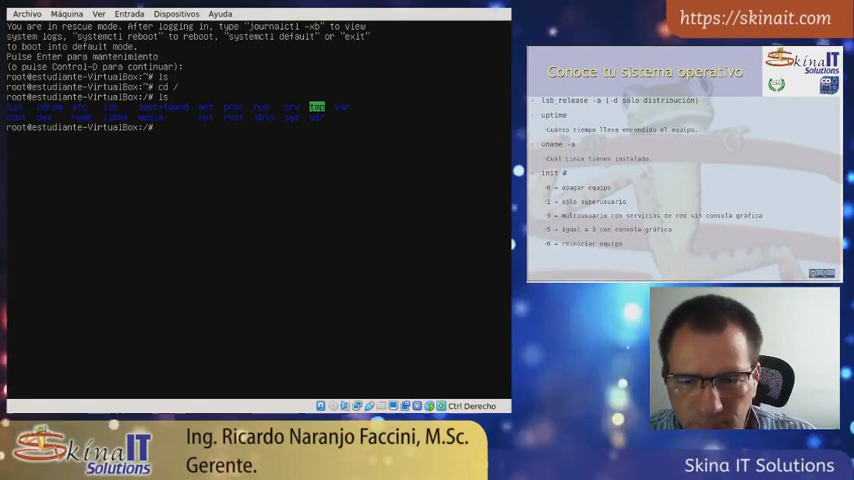 Archivo Máquina Ver Entrada Dispositivos Ayuda
You are in rescue mode. After logging in, type "journalctl -xb" to view
system logs, "systemctl reboot" to reboot, "systemctl default" or "exit"
to boot into default mode.
Pulse Enter para mantenimiento
(o pulse Control-D para continuar):
root@estudiante-VirtualBox:~# ls
root@estudiante-VirtualBox:~# cd /
root@estudiante-VirtualBox:/# ls
bin cdrom etc lib lost+found mnt proc run srv tmp var
boot dev home lib64 media opt root sbin sys usr
root@estudiante-VirtualBox:/#
Ctrl Derecho
https://skinait.com
Skina IT
Solutions
Conoce tu sistema operativo
lsb_release -a (-d sólo distribución)
uptime
Cuánto tiempo lleva encendido el equipo.
uname -a
Cuál Linux tienes instalado.
init #
-0 → apagar equipo
-1 → sólo superusuario
-3 → multiusuario con servicios de red sin consola gráfica
-5 → igual a 3 con consola gráfica
-6 → reiniciar equipo
Skina IT
Solutions
Ing. Ricardo Naranjo Faccini, M.Sc.
Gerente.
Skina IT Solutions